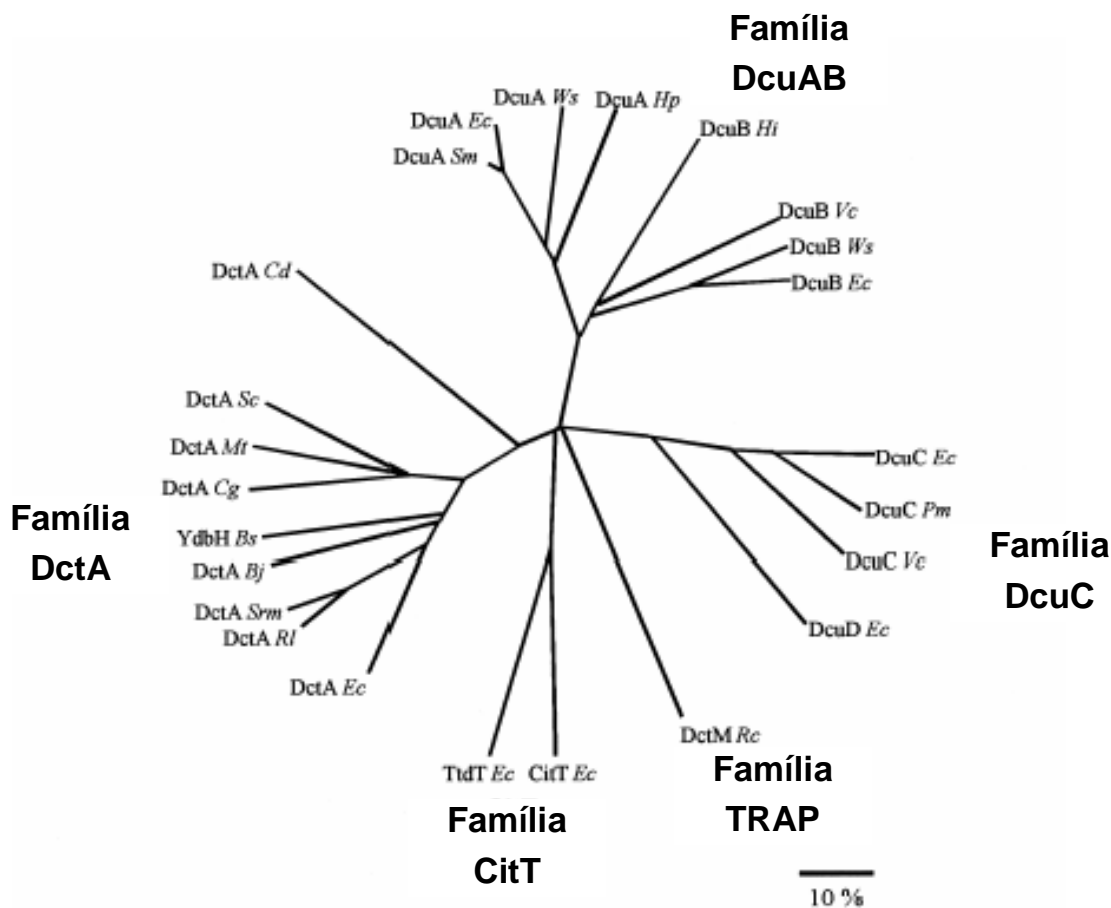 Família
DcuAB
DcuA Ws
DcuA Hp
DcuA Ec
DcuB Hi
DcuA Sm
DcuB Vc
DcuB Ws
DctA Cd
DcuB Ec
DctA Sc
DctA Mt
DcuC Ec
DctA Cg
DcuC Pm
Família
DctA
YdbH Bs
Família
DcuC
DcuC Vc
DctA Bj
DctA Srm
DctA Rl
DcuD Ec
DctA Ec
DctM Rc
TtdT Ec
CitT Ec
Família
TRAP
Família
CitT
10 %